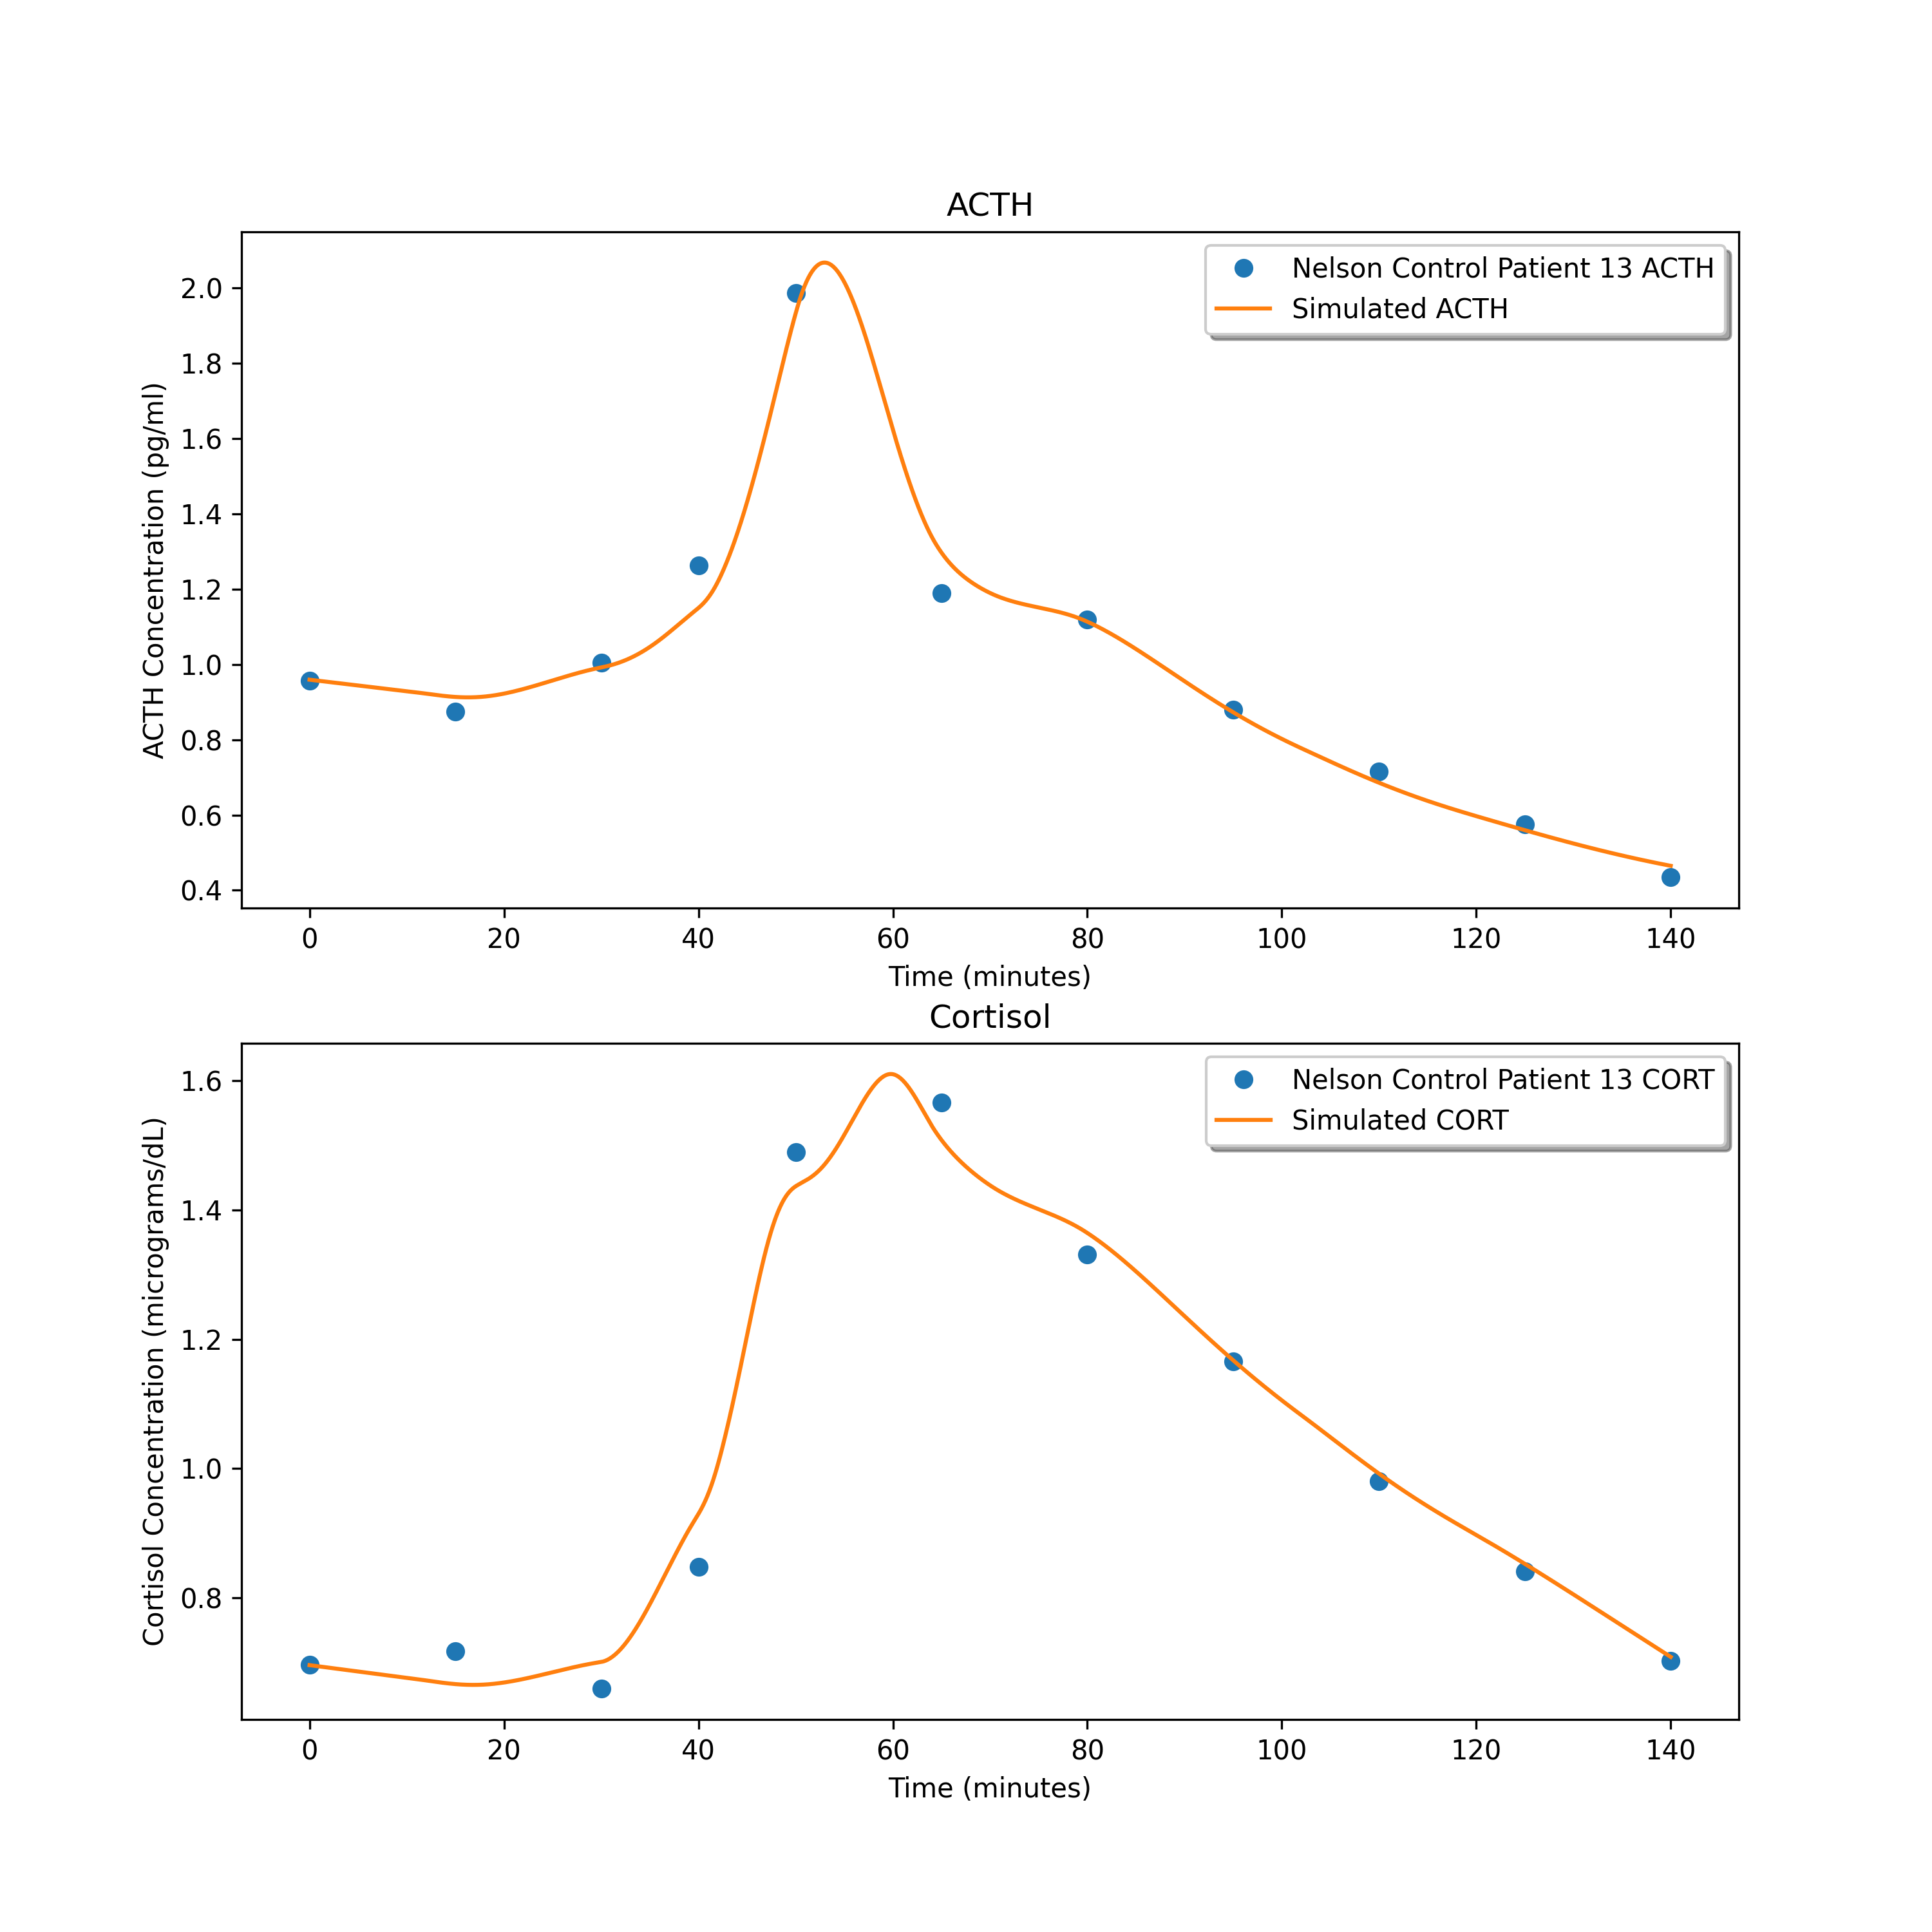 ACTH
Nelson Control Patient 13 ACTH
Simulated ACTH
ACTH Concentration (pg/ml)
2.0
1.8
1.6
1.4
1.2
1.0
0.8
0.6
0.4
0 20 40 60 80 100 120 140
Time (minutes)
Cortisol
Nelson Control Patient 13 CORT
Simulated CORT
Cortisol Concentration (micrograms/dL)
1.6
1.4
1.2
1.0
0.8
0 20 40 60 80 100 120 140
Time (minutes)